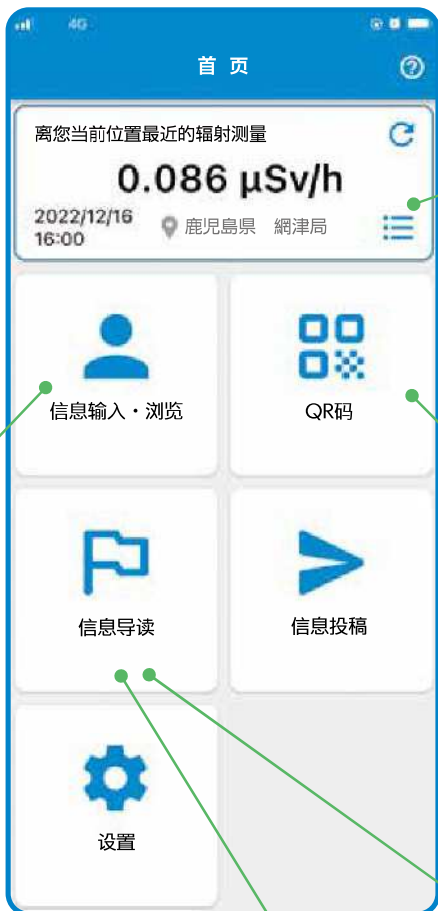 4G
首 页
离您当前位置最近的辐射测量
0.086 μSv/h
2022/12/16
16:00
鹿児島県 網津局
信息输入・浏览
QR码
信息导读
信息投稿
设置